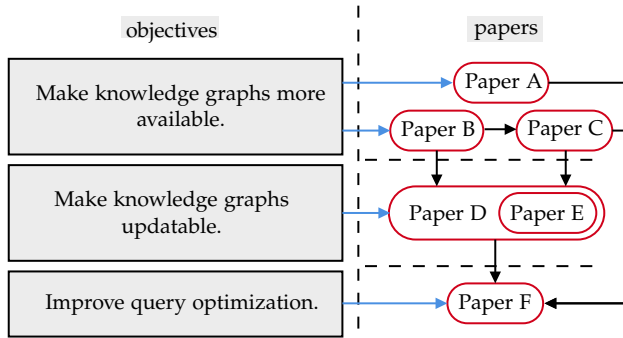 objectives
papers
Make knowledge graphs more
available.
Paper A
Paper B
Paper C
Make knowledge graphs
updatable.
Paper D
Paper E
Improve query optimization.
Paper F